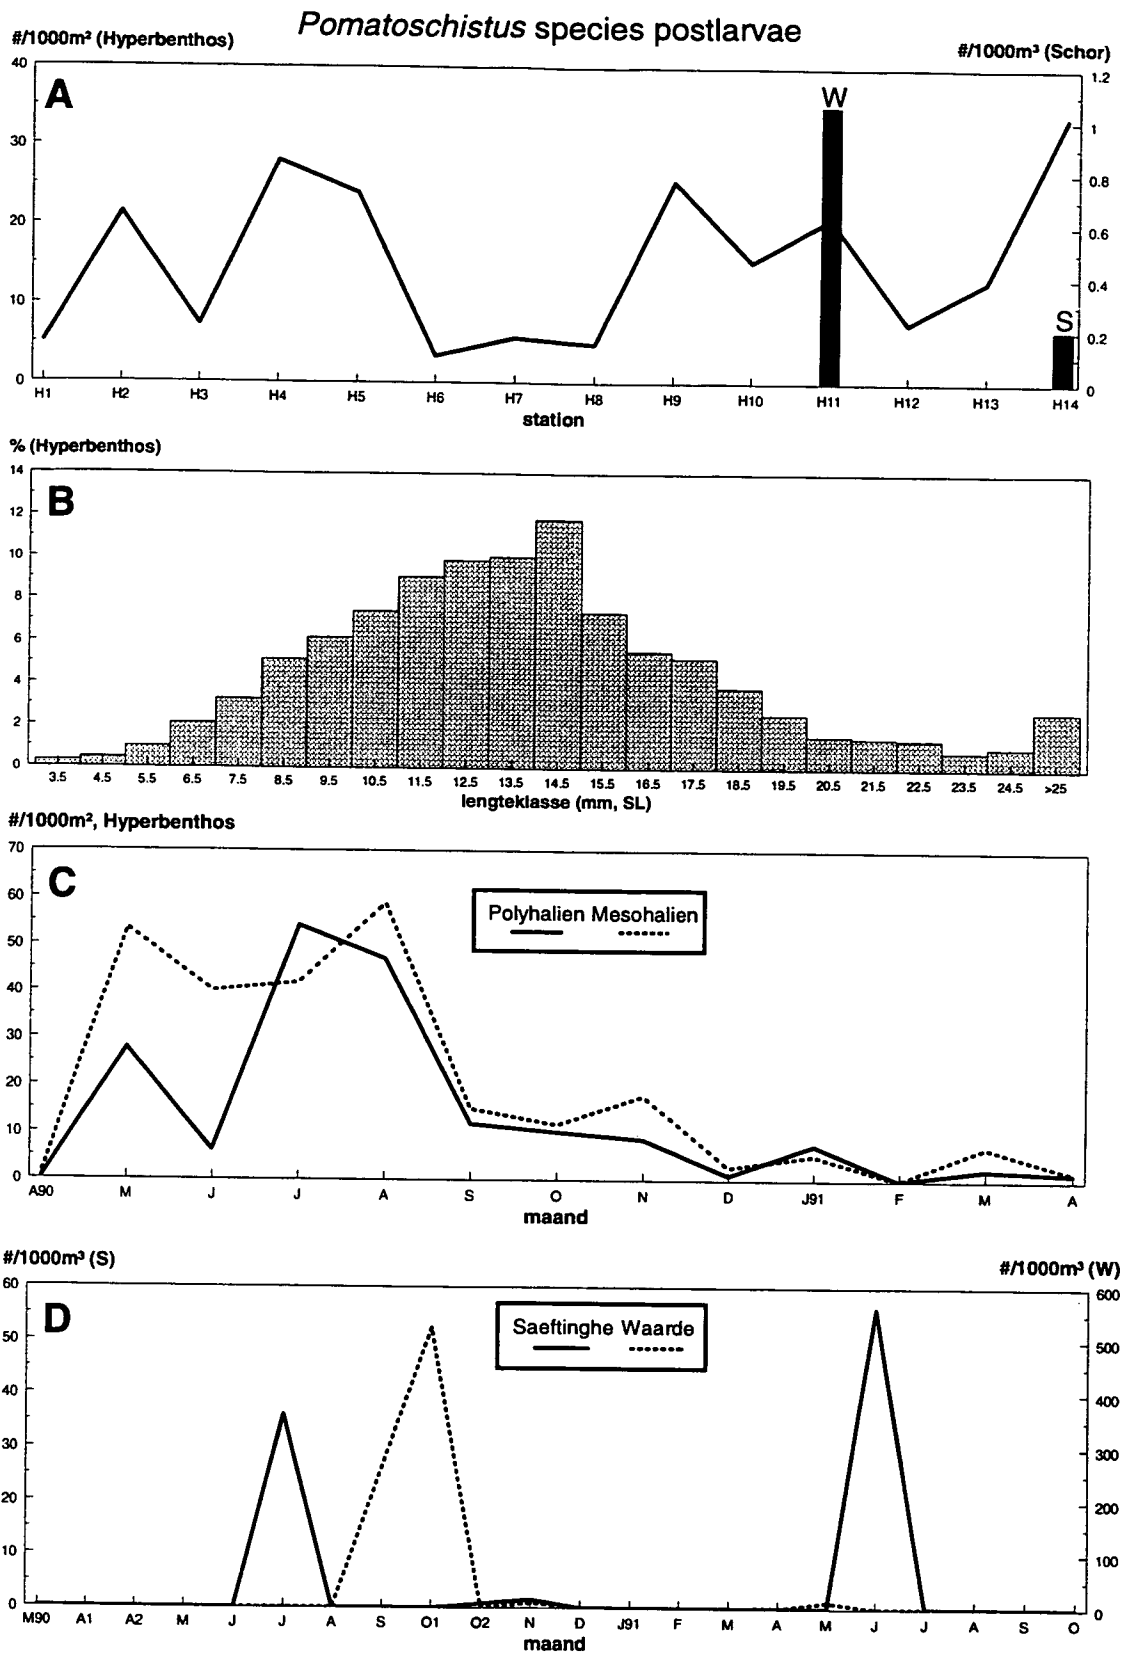 Pomatoschistus species postlarvae
#/1000m² (Hyperbenthos)
#/1000m³ (Schor)
A
40
30
20
10
0
1.2
1
0.8
0.6
0.4
0.2
0
W
S
H1 H2 H3 H4 H5 H6 H7 H8 H9 H10 H11 H12 H13 H14
station
% (Hyperbenthos)
B
14
12
10
8
6
4
2
0
3.5 4.5 5.5 6.5 7.5 8.5 9.5 10.5 11.5 12.5 13.5 14.5 15.5 16.5 17.5 18.5 19.5 20.5 21.5 22.5 23.5 24.5 >25
lengteklasse (mm, SL)
#/1000m², Hyperbenthos
C
70
60
50
40
30
20
10
0
Polyhalien Mesohalien
A90 M J J A S O N D J91 F M A
maand
#/1000m³ (S)
#/1000m³ (W)
D
60
50
40
30
20
10
0
600
500
400
300
200
100
0
Saeftinghe Waarde
M90 A1 A2 M J J A S O1 O2 N D J91 F M A M J J A S O
maand